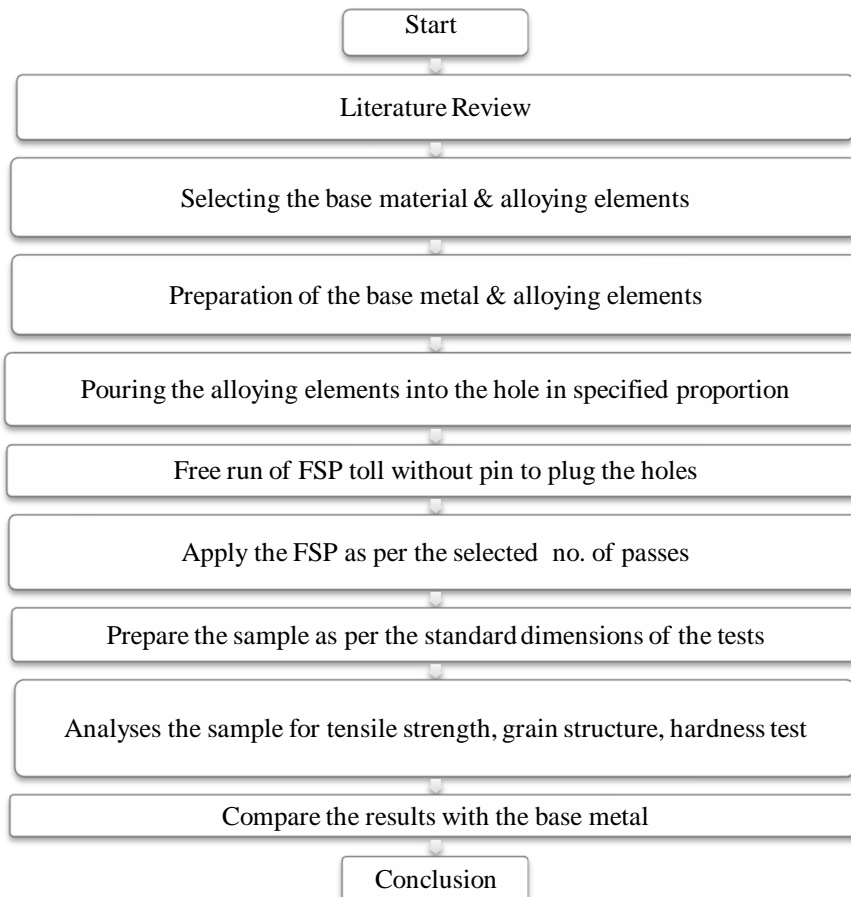 Start
Literature Review
Selecting the base material & alloying elements
Preparation of the base metal & alloying elements
Pouring the alloying elements into the hole in specified proportion
Free run of FSP toll without pin to plug the holes
Apply the FSP as per the selected no. of passes
Prepare the sample as per the standard dimensions of the tests
Analyses the sample for tensile strength, grain structure, hardness test
Compare the results with the base metal
Conclusion